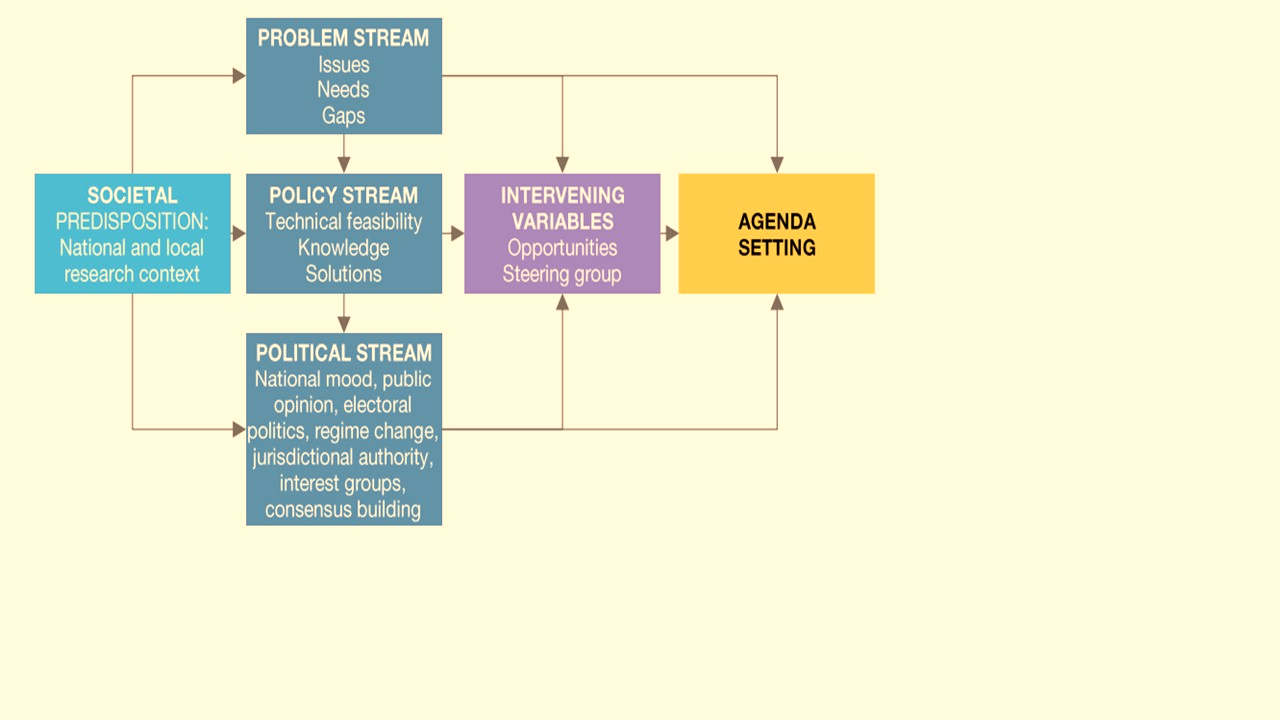 PROBLEM STREAM
Issues
Needs
Gaps
SOCIETAL
PREDISPOSITION:
National and local
research context
POLICY STREAM
Technical feasibility
Knowledge
Solutions
INTERVENING
VARIABLES
Opportunities
Steering group
AGENDA
SETTING
POLITICAL STREAM
National mood, public
opinion, electoral
politics, regime change,
jurisdictional authority,
interest groups,
consensus building